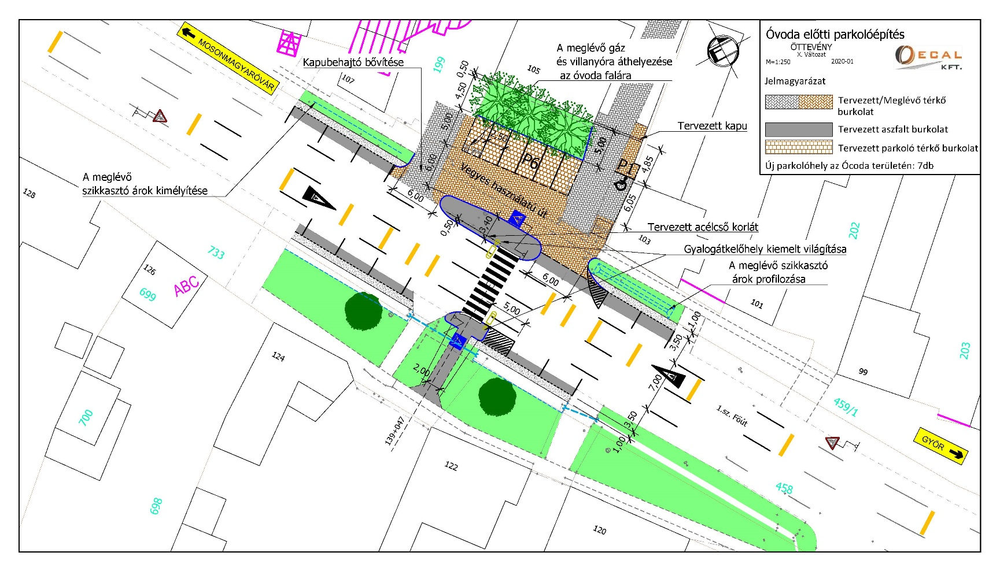 Óvoda előtti parkolóépítés
ÖTTEVÉNY
X. Változat
M=1:250
2020-01
OECAL
KFT.
Jelmagyarázat
Tervezett/Meglévő térkő
burkolat
Tervezett aszfalt burkolat
Tervezett parkoló térkő burkolat
Új parkolóhely az Ócoda területén: 7db
MOSONMAGYARÓVÁR
Kapubehajtó bővítése
A meglévő gáz
és villanyóra áthelyezése
az óvoda falára
Tervezett kapu
A meglévő
szikkasztó árok kimélyítése
Tervezett acélcső korlát
Gyalogátkelőhely kiemelt világítása
A meglévő szikkasztó
árok profilozása
Vegyes használatú út
P6
P1
107
199
105
103
101
99
202
203
128
733
126
699
ABC
124
700
698
122
120
458
459/1
0,50
4,50
5,00
6,00
2,50
5,00
4,85
6,05
6,00
0,50
3,40
6,00
5,00
2,00
1,00
3,50
7,00
3,50
1,00
139+047
1.sz. Főút
GYŐR